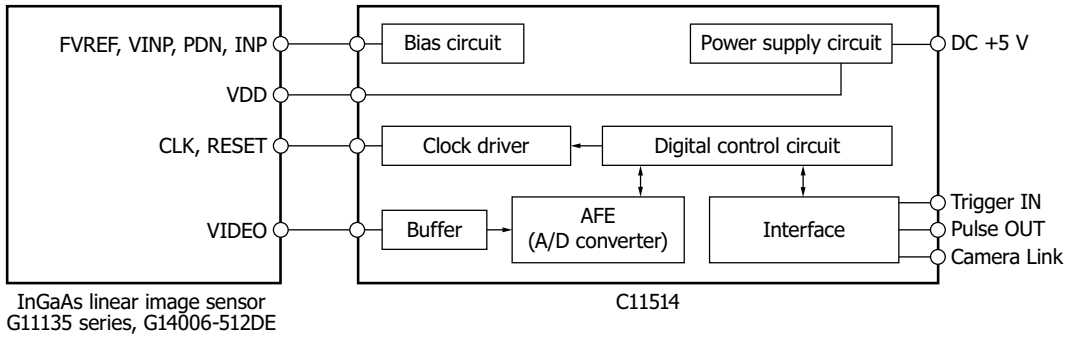 FVREF, VINP, PDN, INP
Bias circuit
Power supply circuit
DC +5 V
VDD
CLK, RESET
Clock driver
Digital control circuit
VIDEO
Buffer
AFE
(A/D converter)
Interface
Trigger IN
Pulse OUT
Camera Link
InGaAs linear image sensor
G11135 series, G14006-512DE
C11514